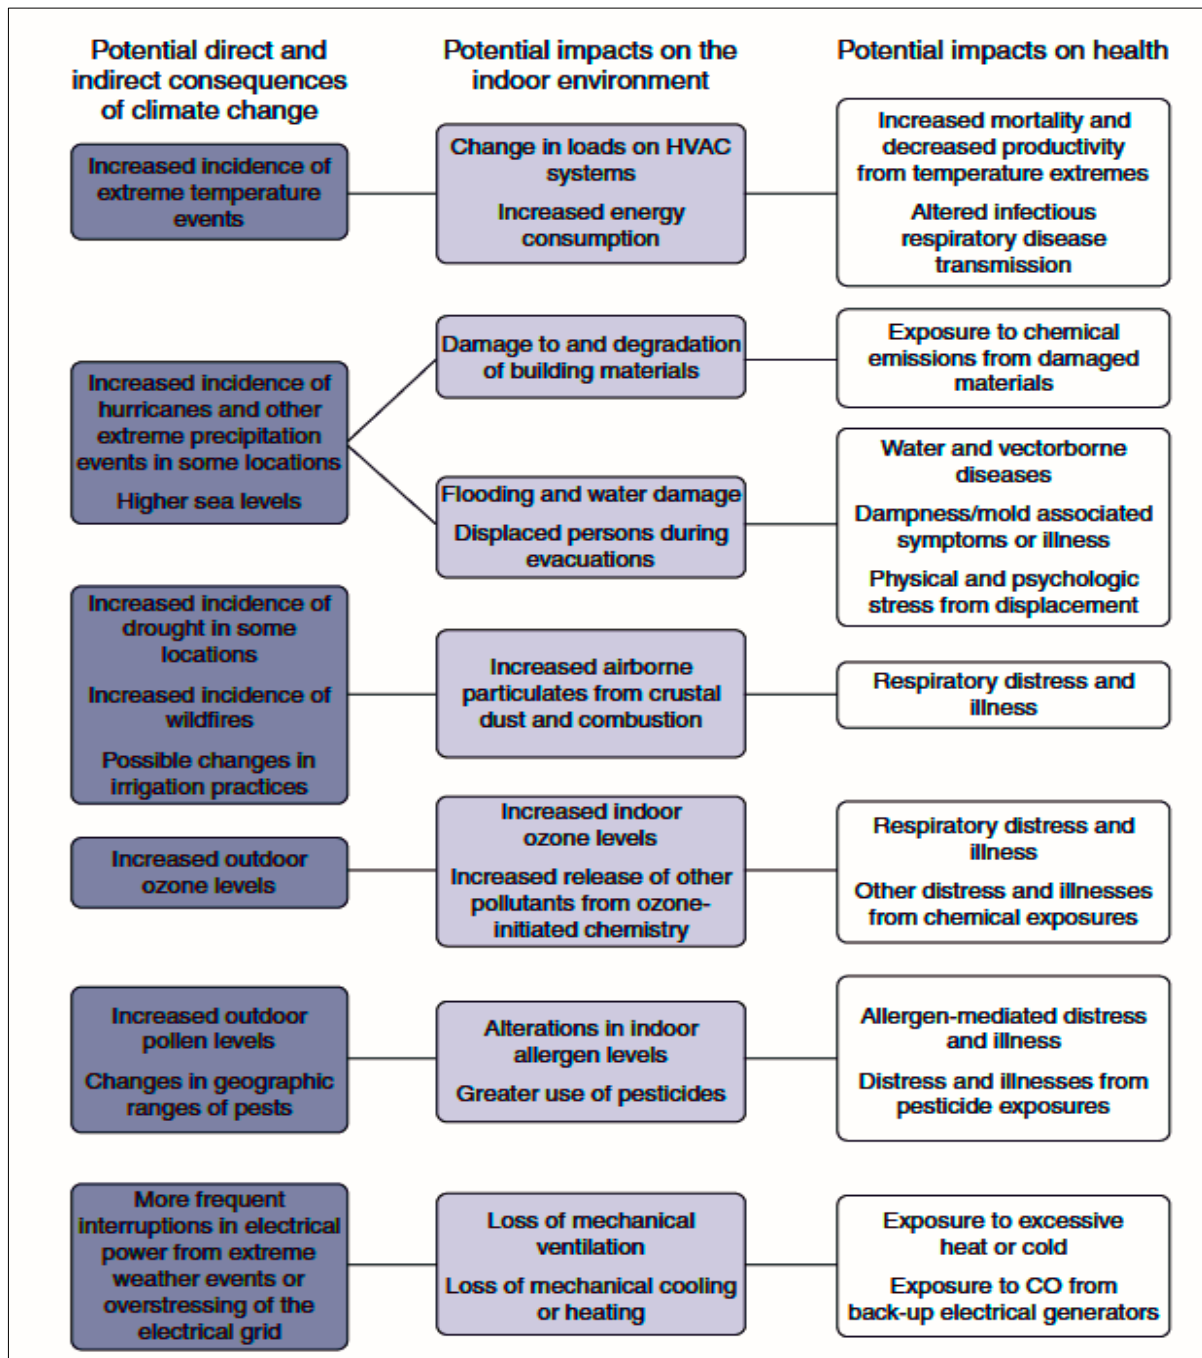 Potential direct and
indirect consequences
of climate change
Potential impacts on the
indoor environment
Potential impacts on health
Increased incidence of
extreme temperature
events
Change in loads on HVAC
systems
Increased energy
consumption
Increased mortality and
decreased productivity
from temperature extremes
Altered infectious
respiratory disease
transmission
Increased incidence of
hurricanes and other
extreme precipitation
events in some locations
Higher sea levels
Damage to and degradation
of building materials
Exposure to chemical
emissions from damaged
materials
Flooding and water damage
Displaced persons during
evacuations
Water and vectorborne
diseases
Dampness/mold associated
symptoms or illness
Physical and psychologic
stress from displacement
Increased incidence of
drought in some
locations
Increased incidence of
wildfires
Possible changes in
irrigation practices
Increased airborne
particulates from crustal
dust and combustion
Respiratory distress and
illness
Increased outdoor
ozone levels
Increased indoor
ozone levels
Increased release of other
pollutants from ozone-
initiated chemistry
Respiratory distress and
illness
Other distress and illnesses
from chemical exposures
Increased outdoor
pollen levels
Changes in geographic
ranges of pests
Alterations in indoor
allergen levels
Greater use of pesticides
Allergen-mediated distress
and illness
Distress and illnesses from
pesticide exposures
More frequent
interruptions in electrical
power from extreme
weather events or
overstressing of the
electrical grid
Loss of mechanical
ventilation
Loss of mechanical cooling
or heating
Exposure to excessive
heat or cold
Exposure to CO from
back-up electrical generators